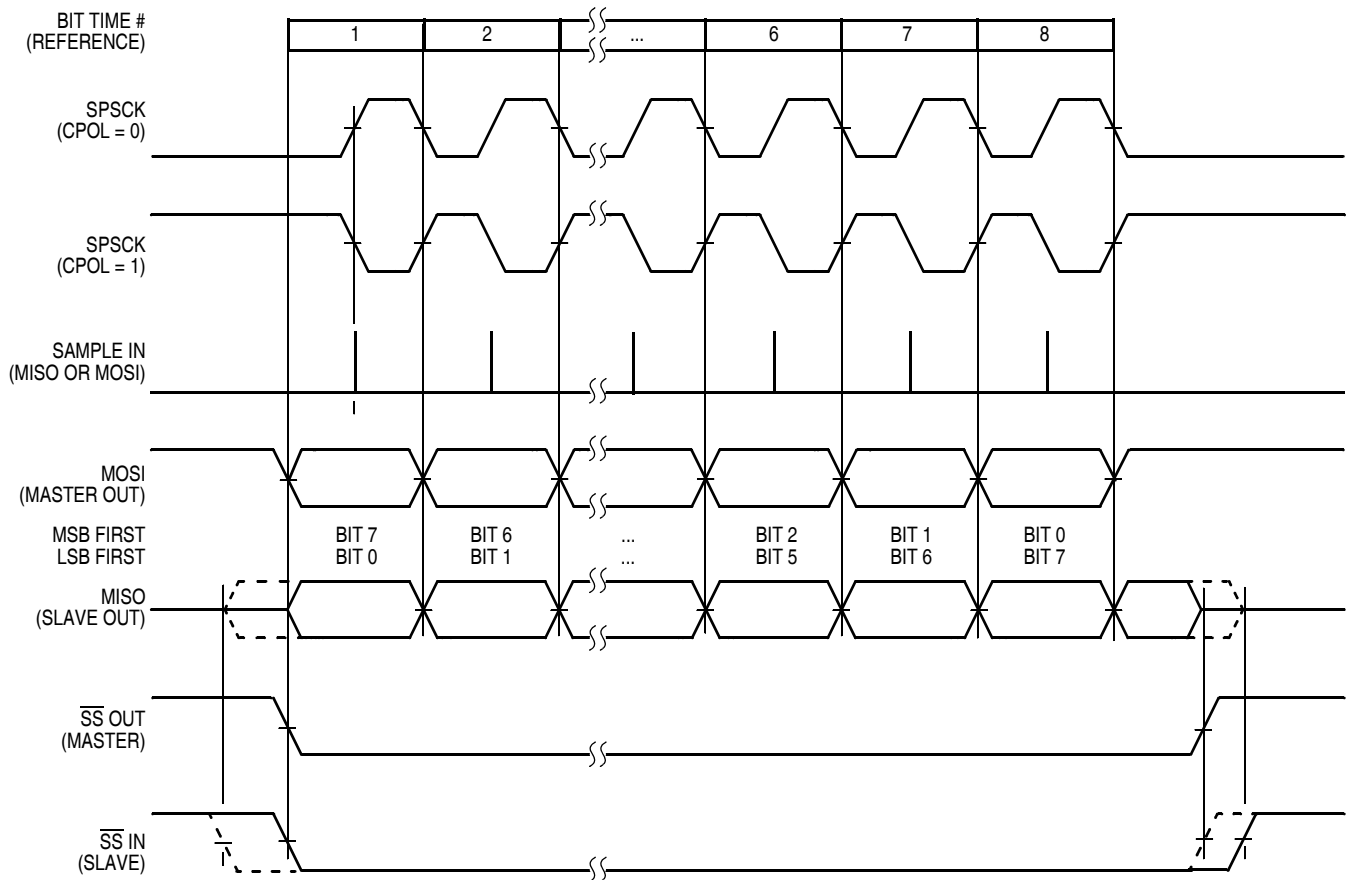 BIT TIME #
(REFERENCE)
1 2 ... 6 7 8
SPSCK
(CPOL = 0)
SPSCK
(CPOL = 1)
SAMPLE IN
(MISO OR MOSI)
MOSI
(MASTER OUT)
MSB FIRST BIT 7 BIT 6 ... BIT 2 BIT 1 BIT 0
LSB FIRST BIT 0 BIT 1 ... BIT 5 BIT 6 BIT 7
MISO
(SLAVE OUT)
S̅S̅ OUT
(MASTER)
S̅S̅ IN
(SLAVE)